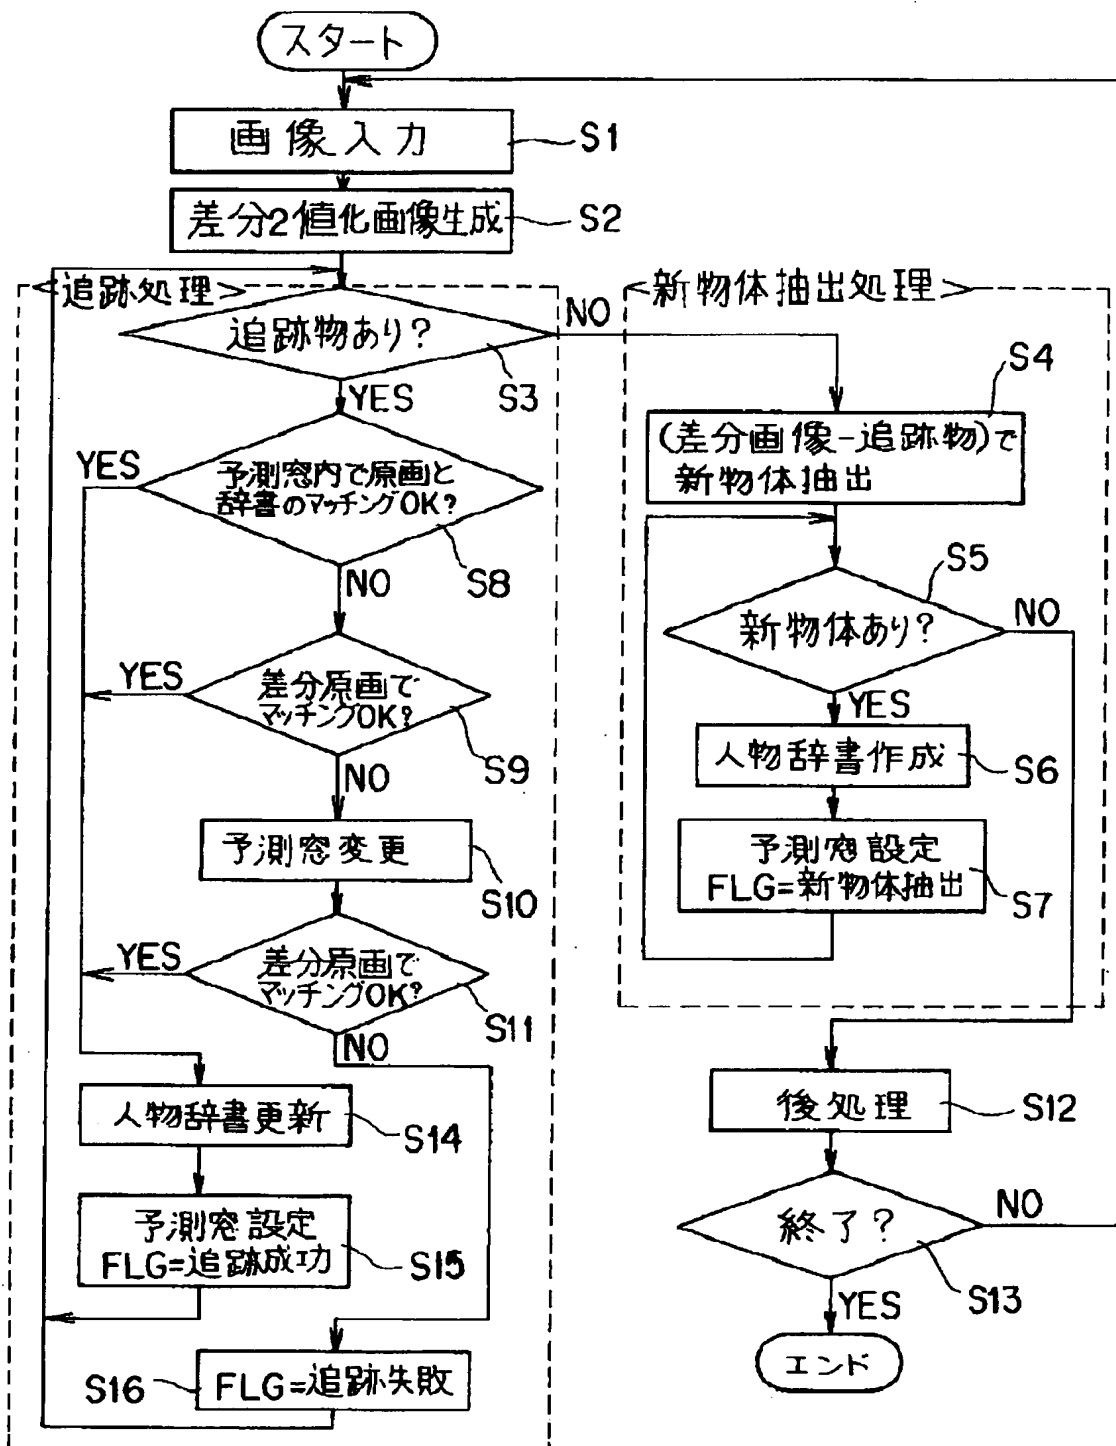 スタート
画像入力
S1
差分2値化画像生成
S2
<追跡処理>
追跡物あり?
S3
NO
YES
予測窓内で原画と
辞書のマッチングOK?
S8
YES
NO
差分原画で
マッチングOK?
S9
YES
NO
予測窓変更
S10
差分原画で
マッチングOK?
S11
YES
NO
人物辞書更新
S14
予測窓設定
FLG=追跡成功
S15
S16
FLG=追跡失敗
<新物体抽出処理>
S4
(差分画像-追跡物)で
新物体抽出
S5
新物体あり?
NO
YES
人物辞書作成
S6
予測窓設定
FLG=新物体抽出
S7
後処理
S12
終了?
NO
S13
YES
エンド